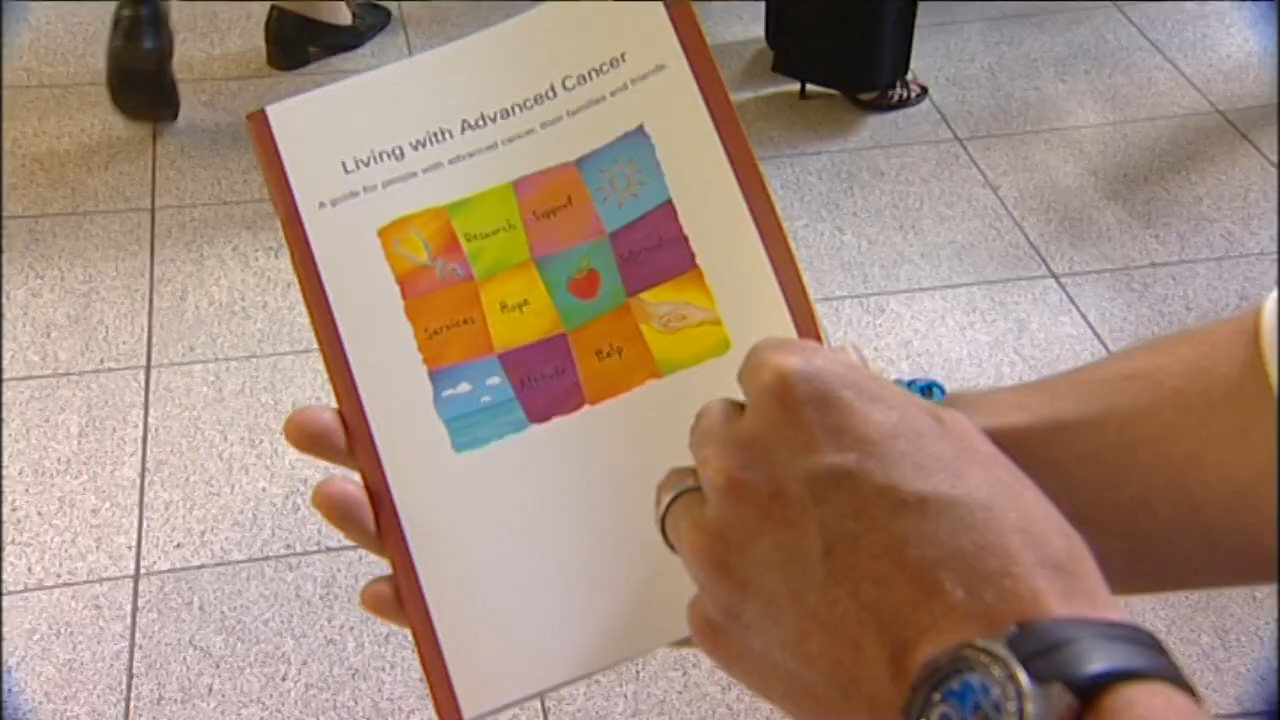 Living with Advanced Cancer
A guide for people with advanced cancer, their families and friends
Research
Support
Services
Hope
Help
Attitude